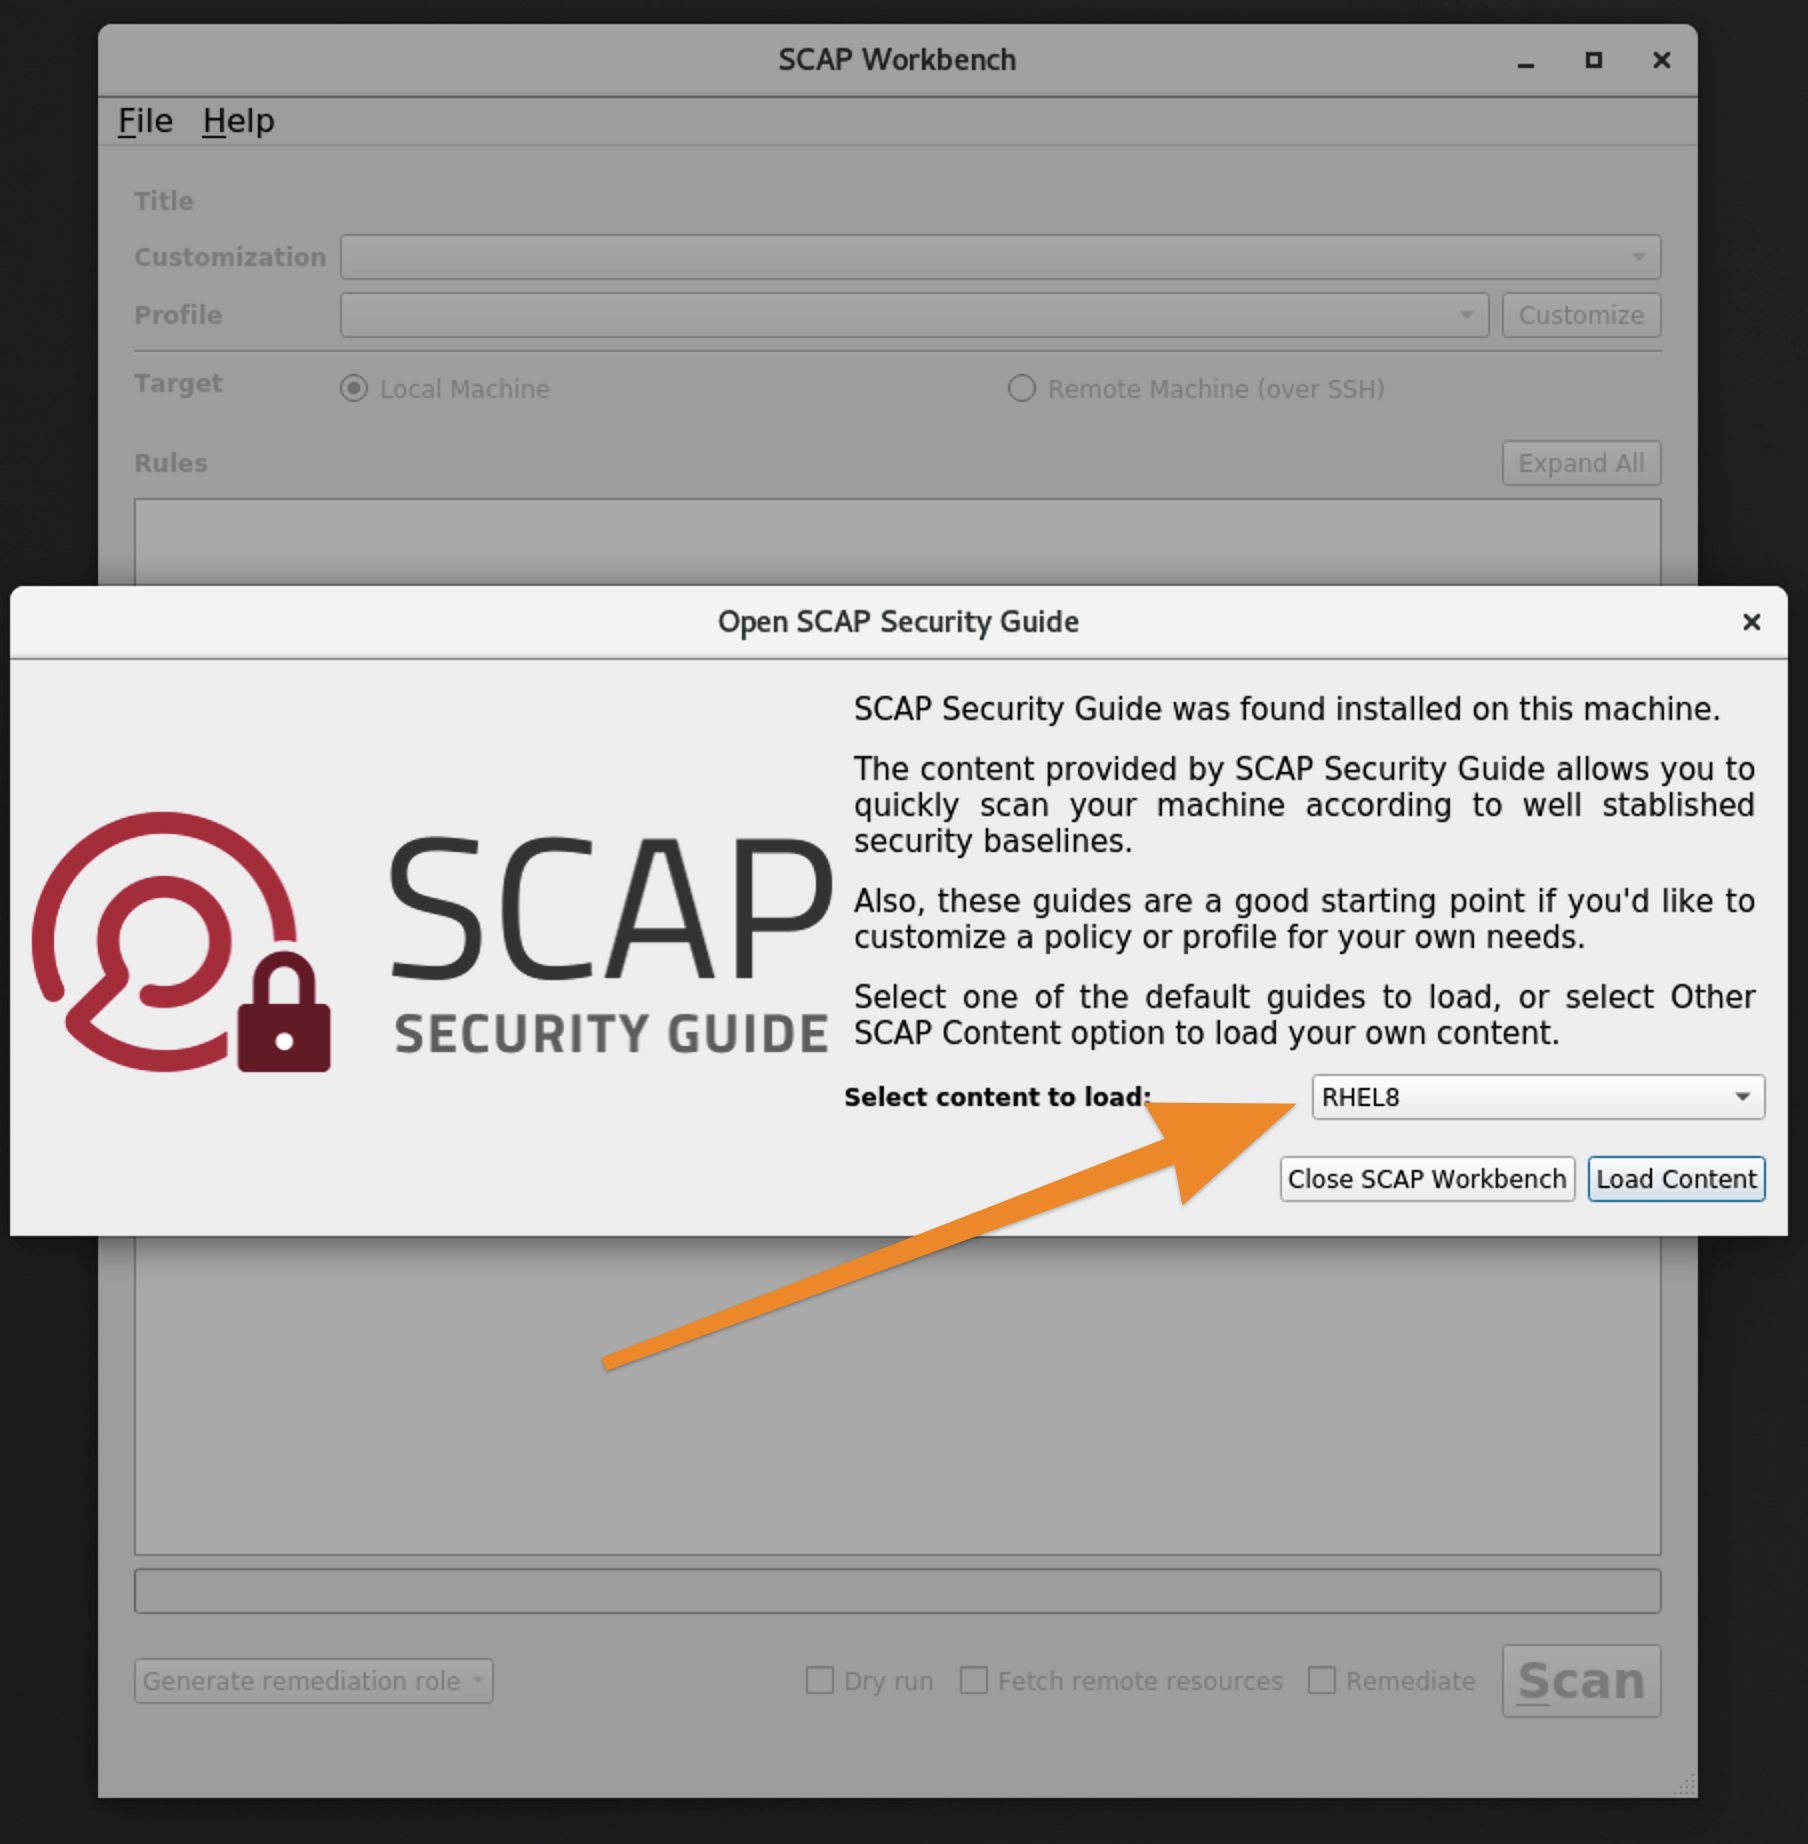 SCAP Workbench
File Help
Title
Customization
Profile
Customize
Target
Local Machine
Remote Machine (over SSH)
Rules
Expand All
Open SCAP Security Guide
SCAP
SECURITY GUIDE
SCAP Security Guide was found installed on this machine.
The content provided by SCAP Security Guide allows you to
quickly scan your machine according to well stablished
security baselines.
Also, these guides are a good starting point if you'd like to
customize a policy or profile for your own needs.
Select one of the default guides to load, or select Other
SCAP Content option to load your own content.
Select content to load:
RHEL8
Close SCAP Workbench
Load Content
Generate remediation role
Dry run
Fetch remote resources
Remediate
Scan